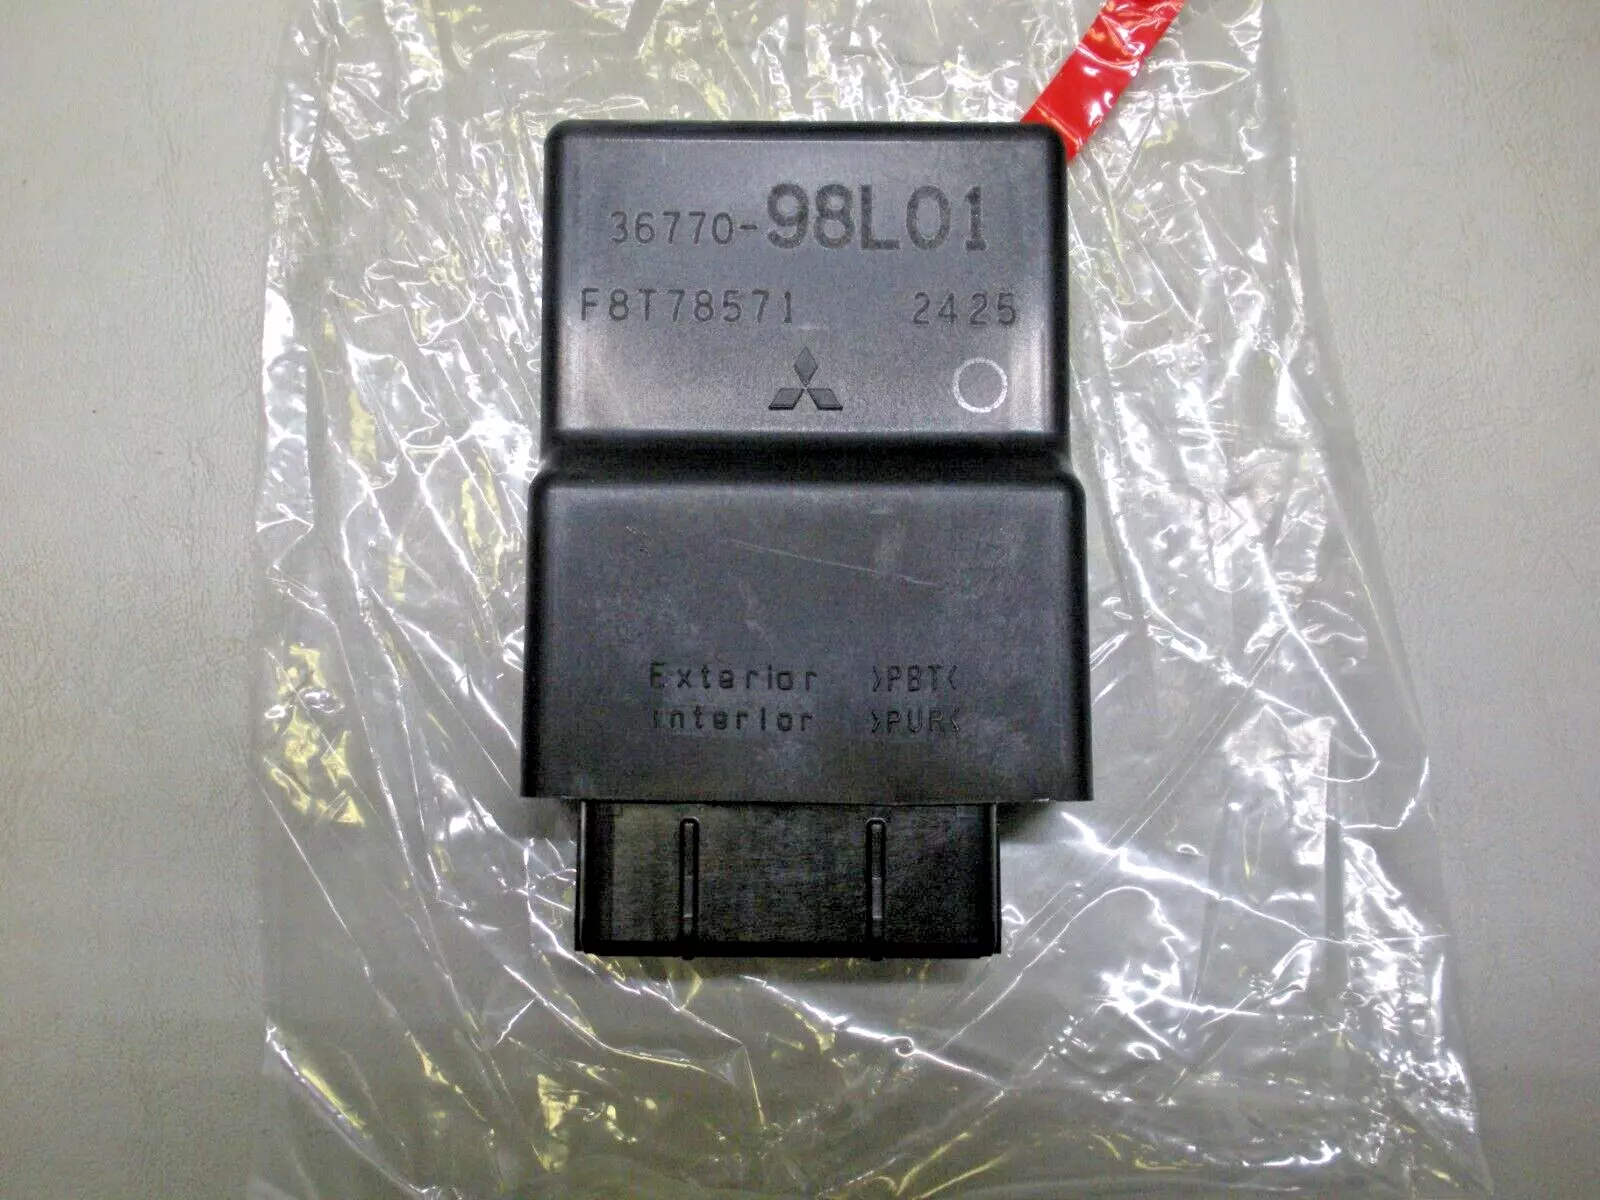 36770-98L01
F8T78571 2425
Exterior >PBT<
Interior >PUR<